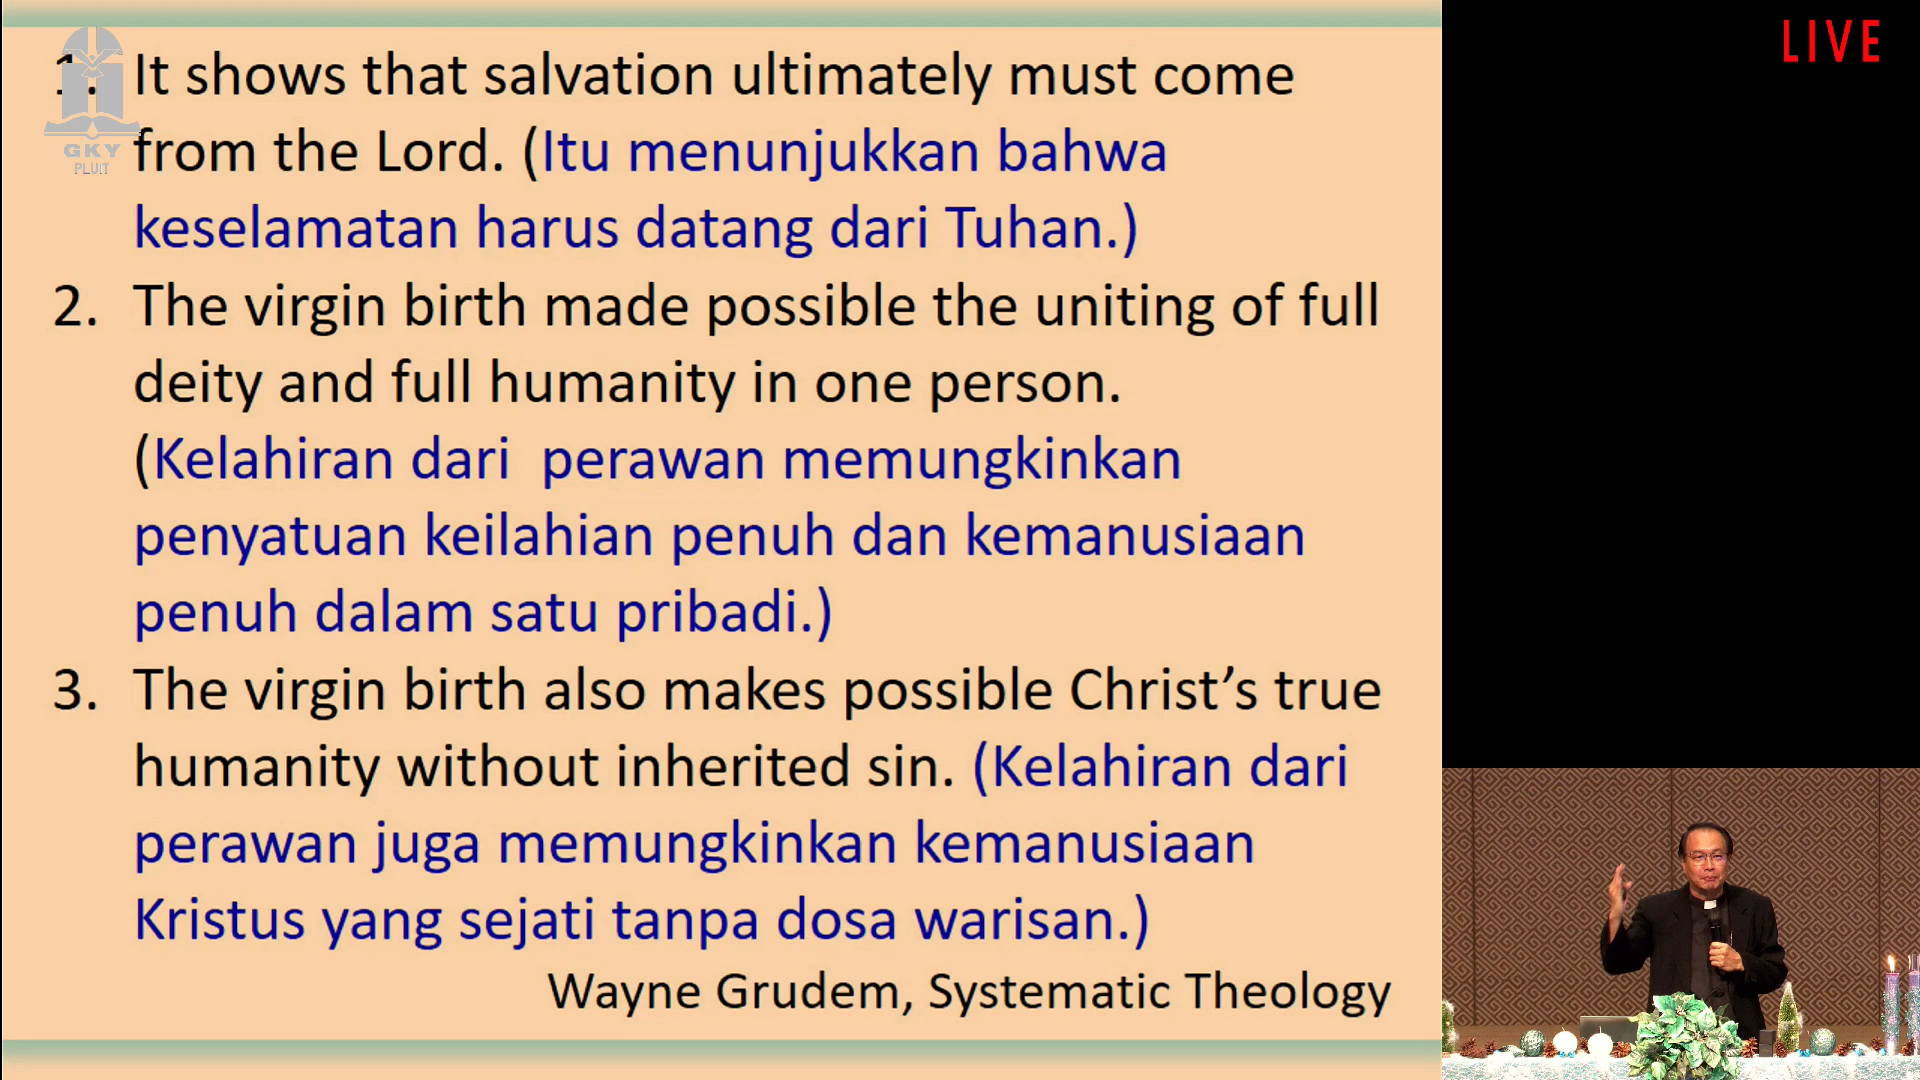 LIVE
GKY
PLUIT
1. It shows that salvation ultimately must come
from the Lord. (Itu menunjukkan bahwa
keselamatan harus datang dari Tuhan.)
2. The virgin birth made possible the uniting of full
deity and full humanity in one person.
(Kelahiran dari perawan memungkinkan
penyatuan keilahian penuh dan kemanusiaan
penuh dalam satu pribadi.)
3. The virgin birth also makes possible Christ’s true
humanity without inherited sin. (Kelahiran dari
perawan juga memungkinkan kemanusiaan
Kristus yang sejati tanpa dosa warisan.)
Wayne Grudem, Systematic Theology